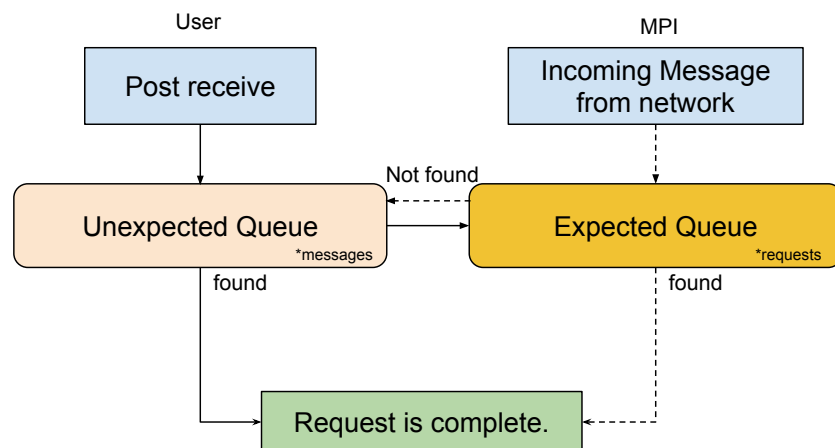 User
MPI
Post receive
Incoming Message
from network
Not found
Unexpected Queue
*messages
Expected Queue
*requests
found
found
Request is complete.